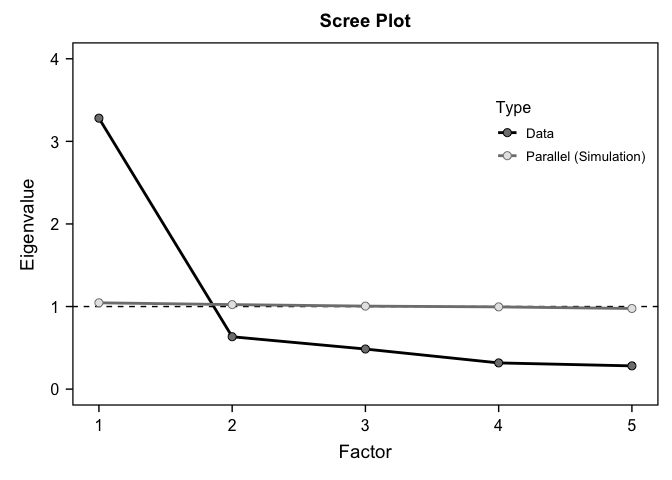 Scree Plot
4
3
2
1
0
Eigenvalue
Type
Data
Parallel (Simulation)
1 2 3 4 5
Factor